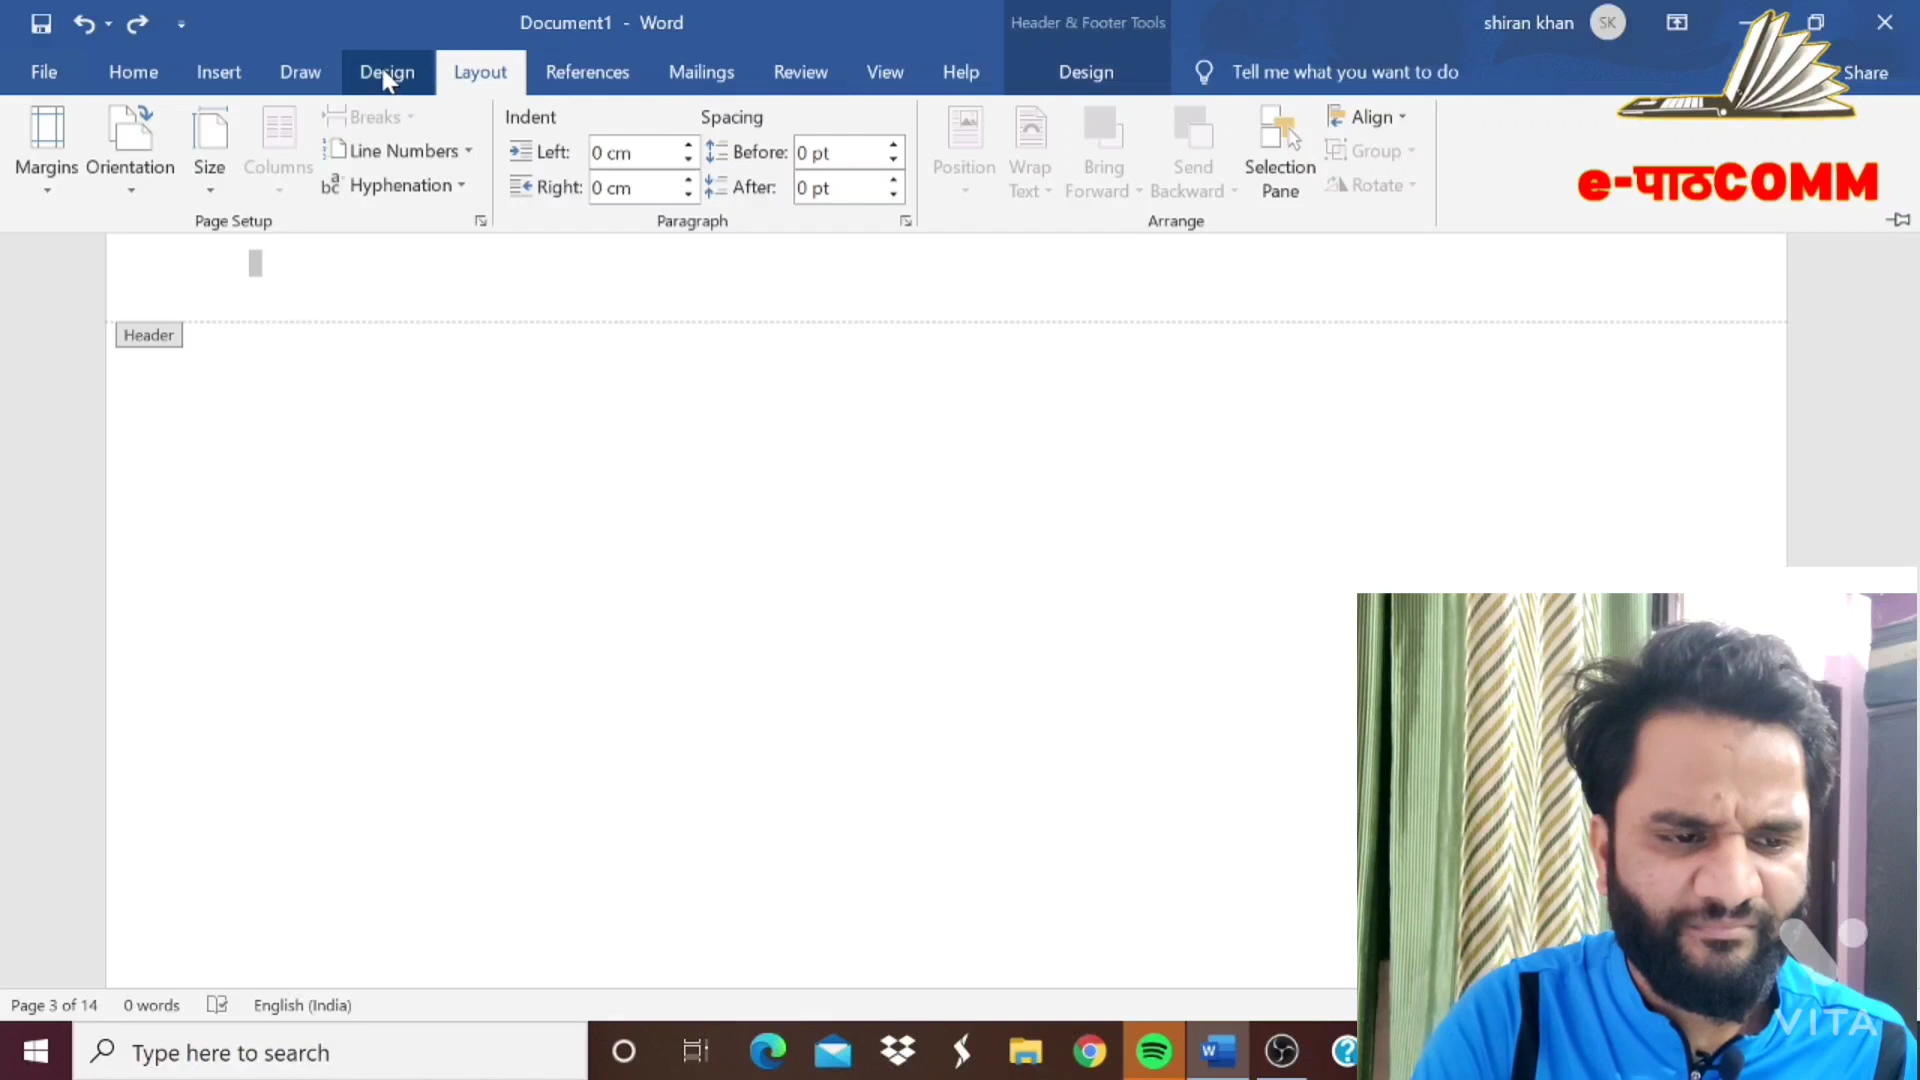 Document1 - Word
Header & Footer Tools
shiran khan
SK
File
Home
Insert
Draw
Design
Layout
References
Mailings
Review
View
Help
Design
Tell me what you want to do
Share
Margins
Orientation
Size
Columns
Breaks
Line Numbers
Hyphenation
Page Setup
Indent
Left: 0 cm
Right: 0 cm
Spacing
Before: 0 pt
After: 0 pt
Paragraph
Position
Wrap
Text
Bring
Forward
Send
Backward
Selection
Pane
Align
Group
Rotate
Arrange
e-पाठCOMM
Header
Page 3 of 14
0 words
English (India)
Type here to search
VITA